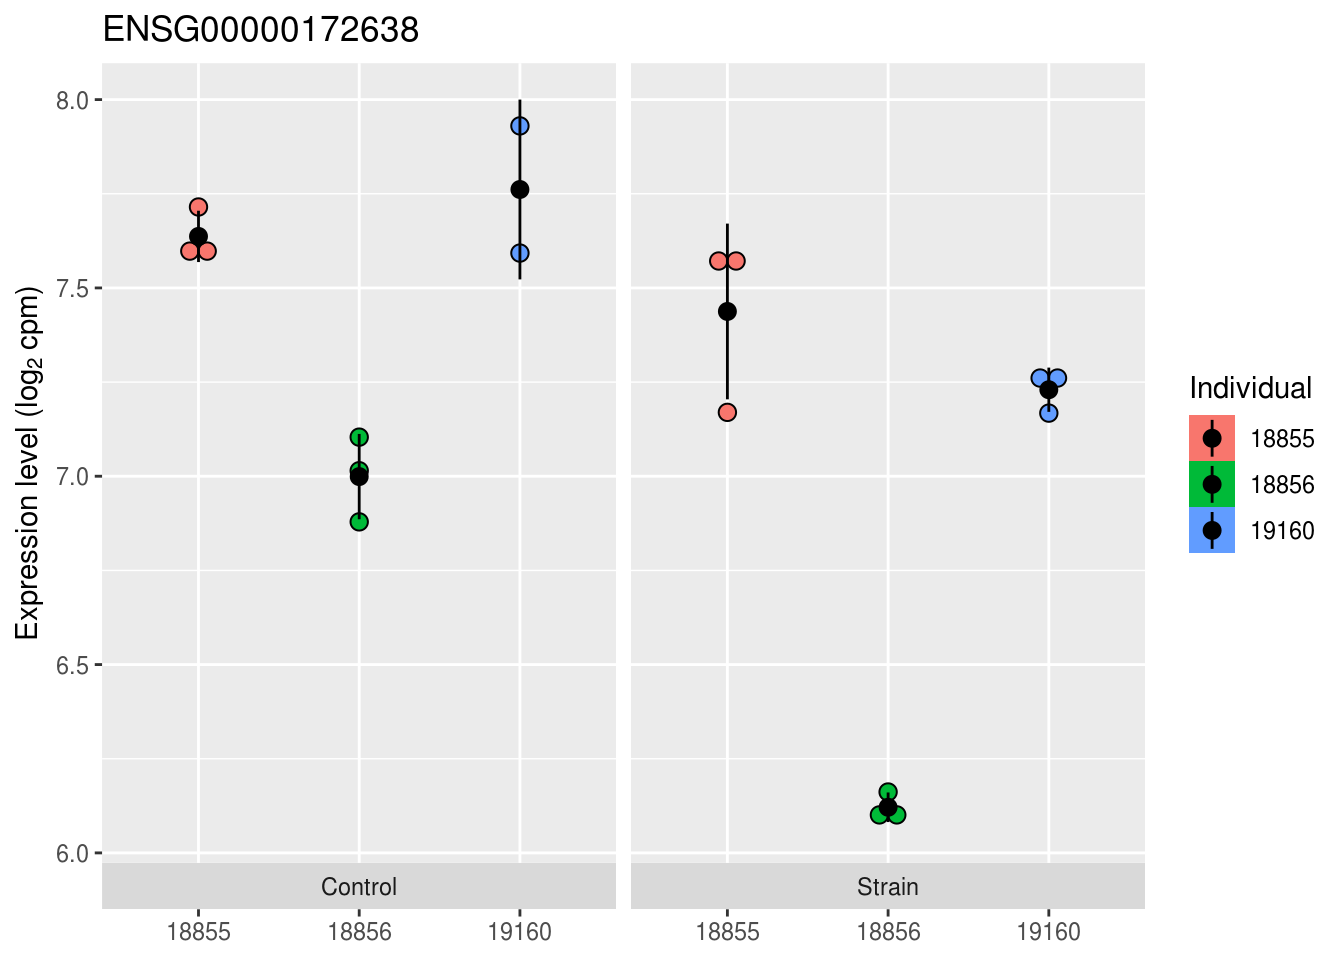 ENSG00000172638
Expression level (log₂ cpm)
8.0
7.5
7.0
6.5
6.0
Control
Strain
18855
18856
19160
18855
18856
19160
Individual
18855
18856
19160